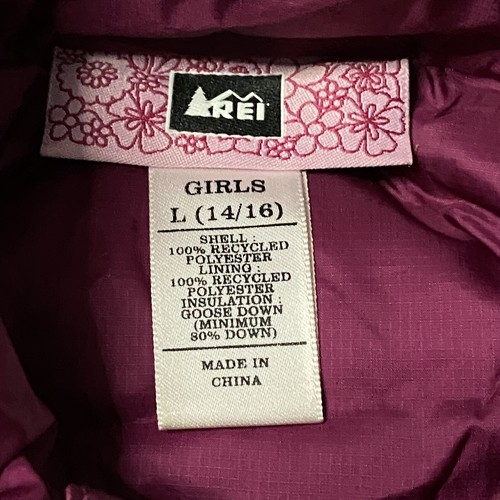 REI
GIRLS
L (14/16)
SHELL :
100% RECYCLED
POLYESTER
LINING :
100% RECYCLED
POLYESTER
INSULATION :
GOOSE DOWN
(MINIMUM
80% DOWN)
MADE IN
CHINA